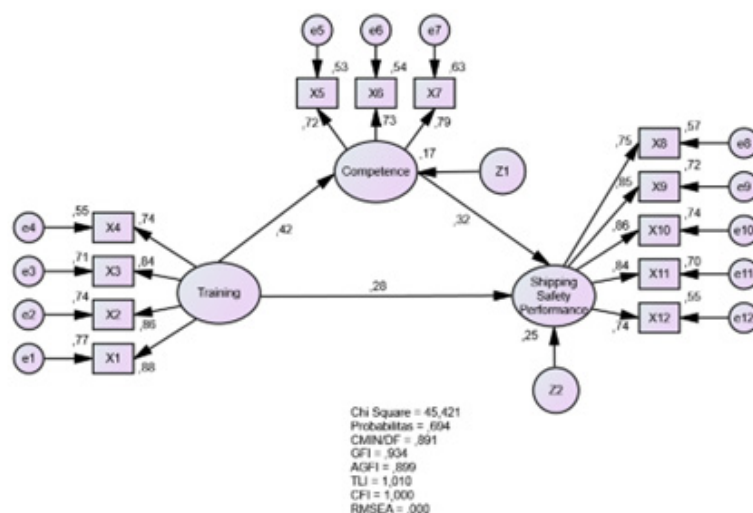 e5 e6 e7
,53 ,54 ,63
X5 X6 X7
,72 ,73 ,79
Competence
,17
Z1
,42
,32
e4 ,55 X4 ,74
e3 ,71 X3 ,84
e2 ,74 X2 ,86
e1 ,77 X1 ,88
Training
,28
Shipping
Safety
Performance
,25
Z2
,75 X8 ,57 e8
,85 X9 ,72 e9
,86 X10 ,74 e10
,84 X11 ,70 e11
,74 X12 ,55 e12
Chi Square = 45,421
Probabilitas = ,694
CMIN/DF = ,891
GFI = ,934
AGFI = ,899
TLI = 1,010
CFI = 1,000
RMSEA = ,000